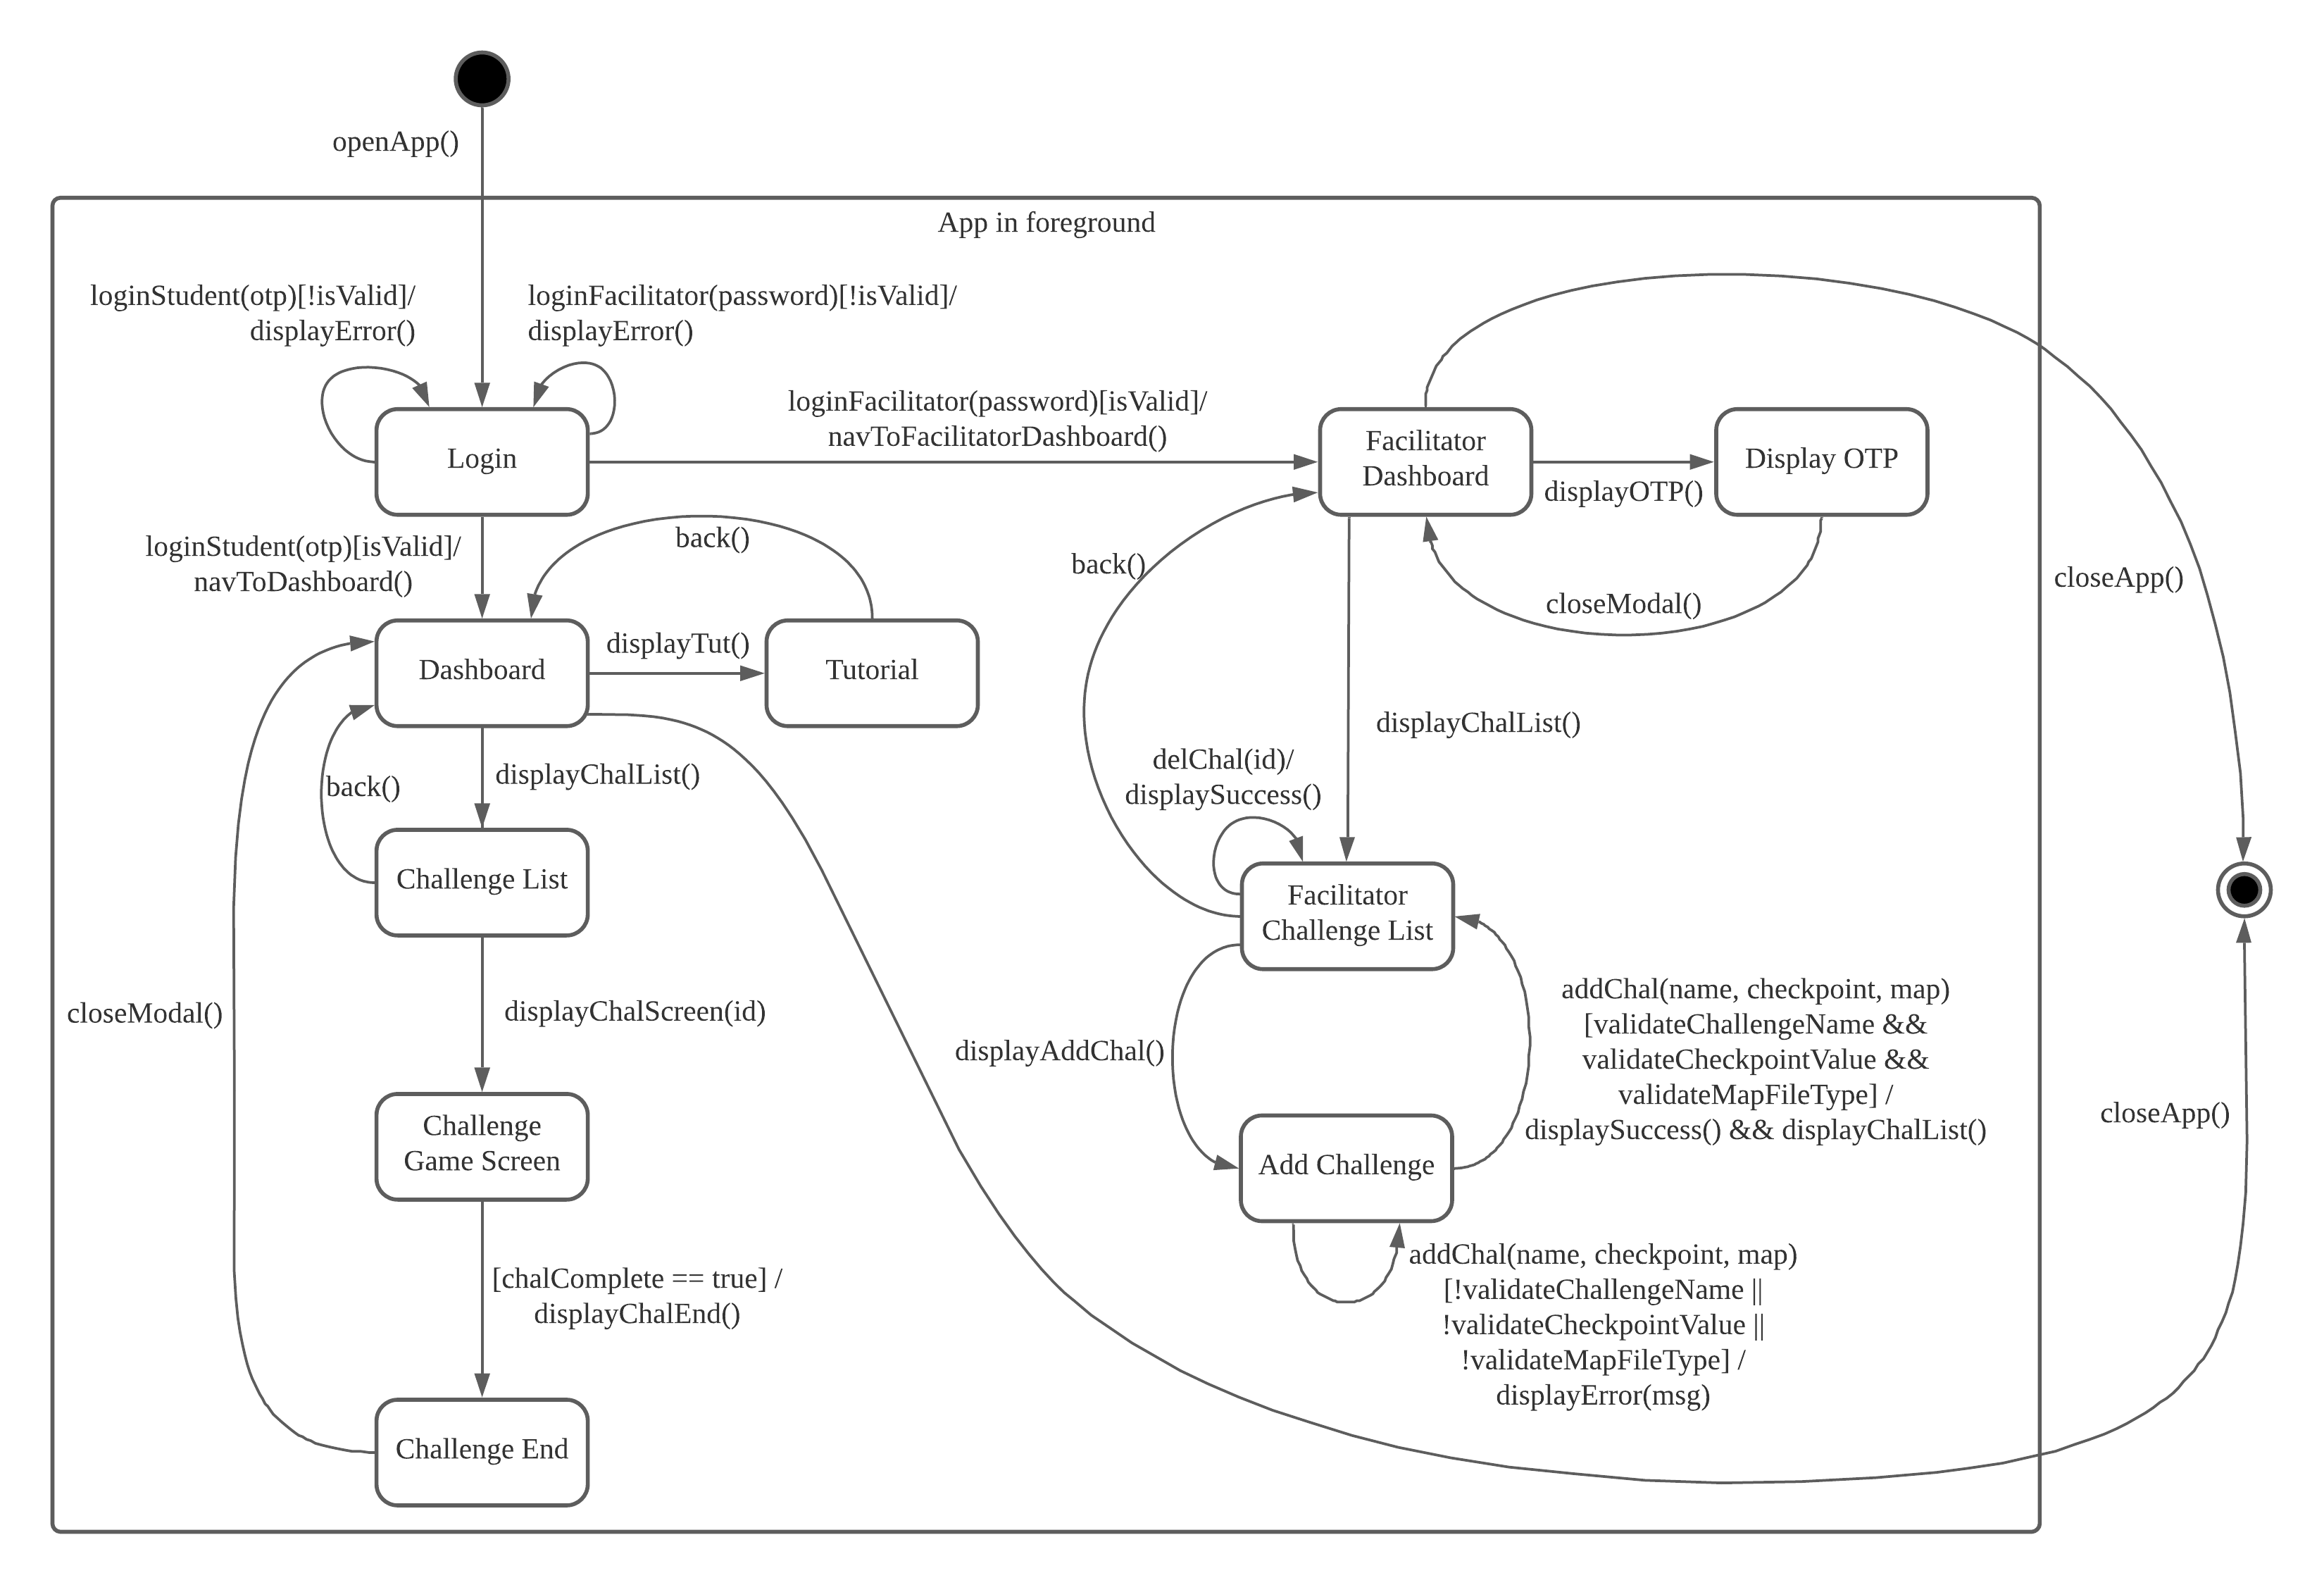 openApp()
App in foreground
loginStudent(otp)[!isValid]/
displayError()
loginFacilitator(password)[!isValid]/
displayError()
loginFacilitator(password)[isValid]/
navToFacilitatorDashboard()
Login
Facilitator
Dashboard
displayOTP()
Display OTP
loginStudent(otp)[isValid]/
navToDashboard()
back()
back()
closeModal()
closeApp()
Dashboard
displayTut()
Tutorial
displayChalList()
back()
displayChalList()
delChal(id)/
displaySuccess()
Challenge List
Facilitator
Challenge List
closeModal()
displayChalScreen(id)
displayAddChal()
addChal(name, checkpoint, map)
[validateChallengeName &&
validateCheckpointValue &&
validateMapFileType] /
displaySuccess() && displayChalList()
closeApp()
Challenge
Game Screen
Add Challenge
[chalComplete == true] /
displayChalEnd()
addChal(name, checkpoint, map)
[!validateChallengeName ||
!validateCheckpointValue ||
!validateMapFileType] /
displayError(msg)
Challenge End